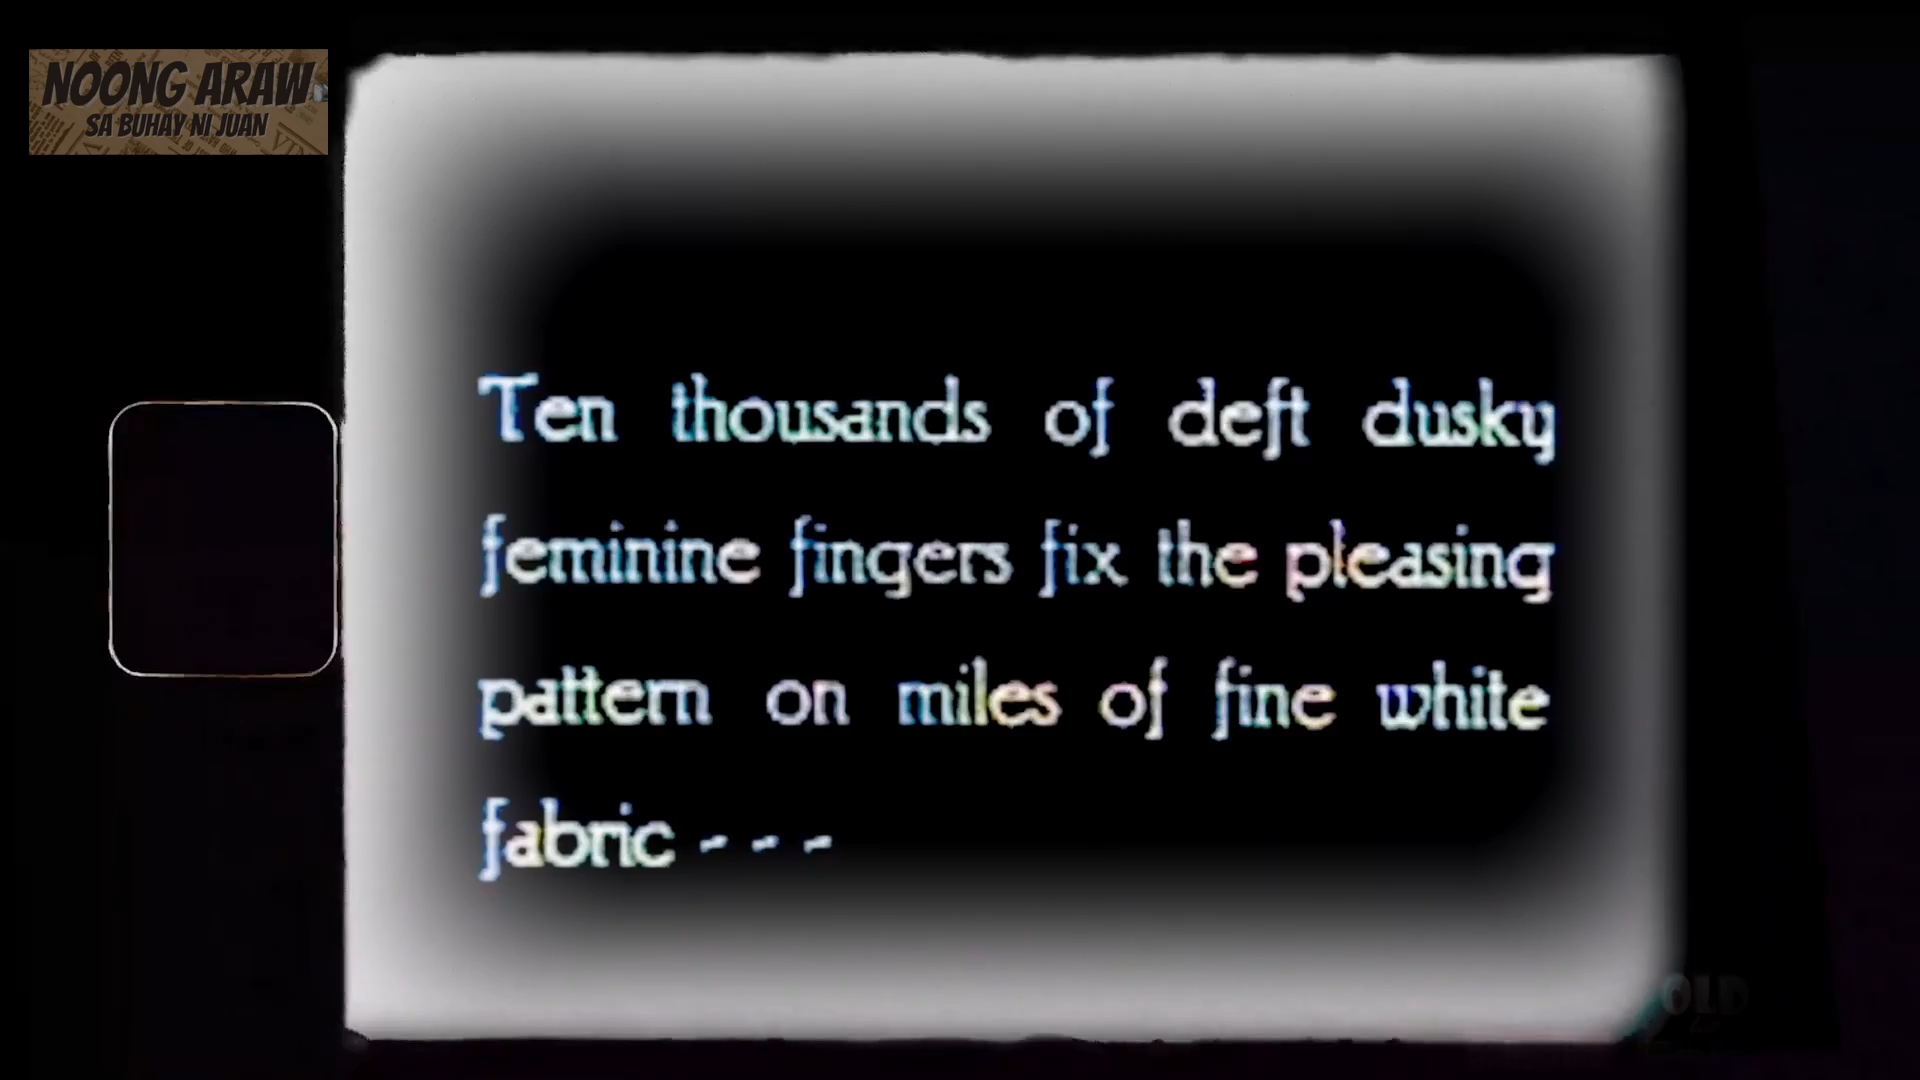 NOONG ARAW
SA BUHAY NI JUAN
Ten thousands of deft dusky
feminine fingers fix the pleasing
pattern on miles of fine white
fabric - - -
OLD